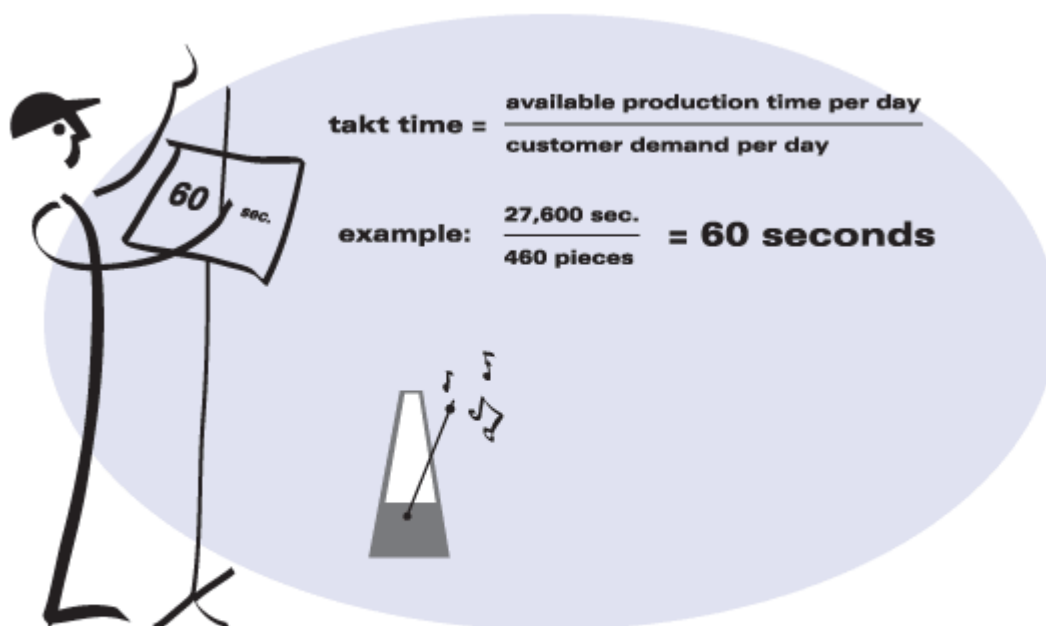 60 sec.
takt time = available production time per day
customer demand per day
example: 27,600 sec.
460 pieces
= 60 seconds